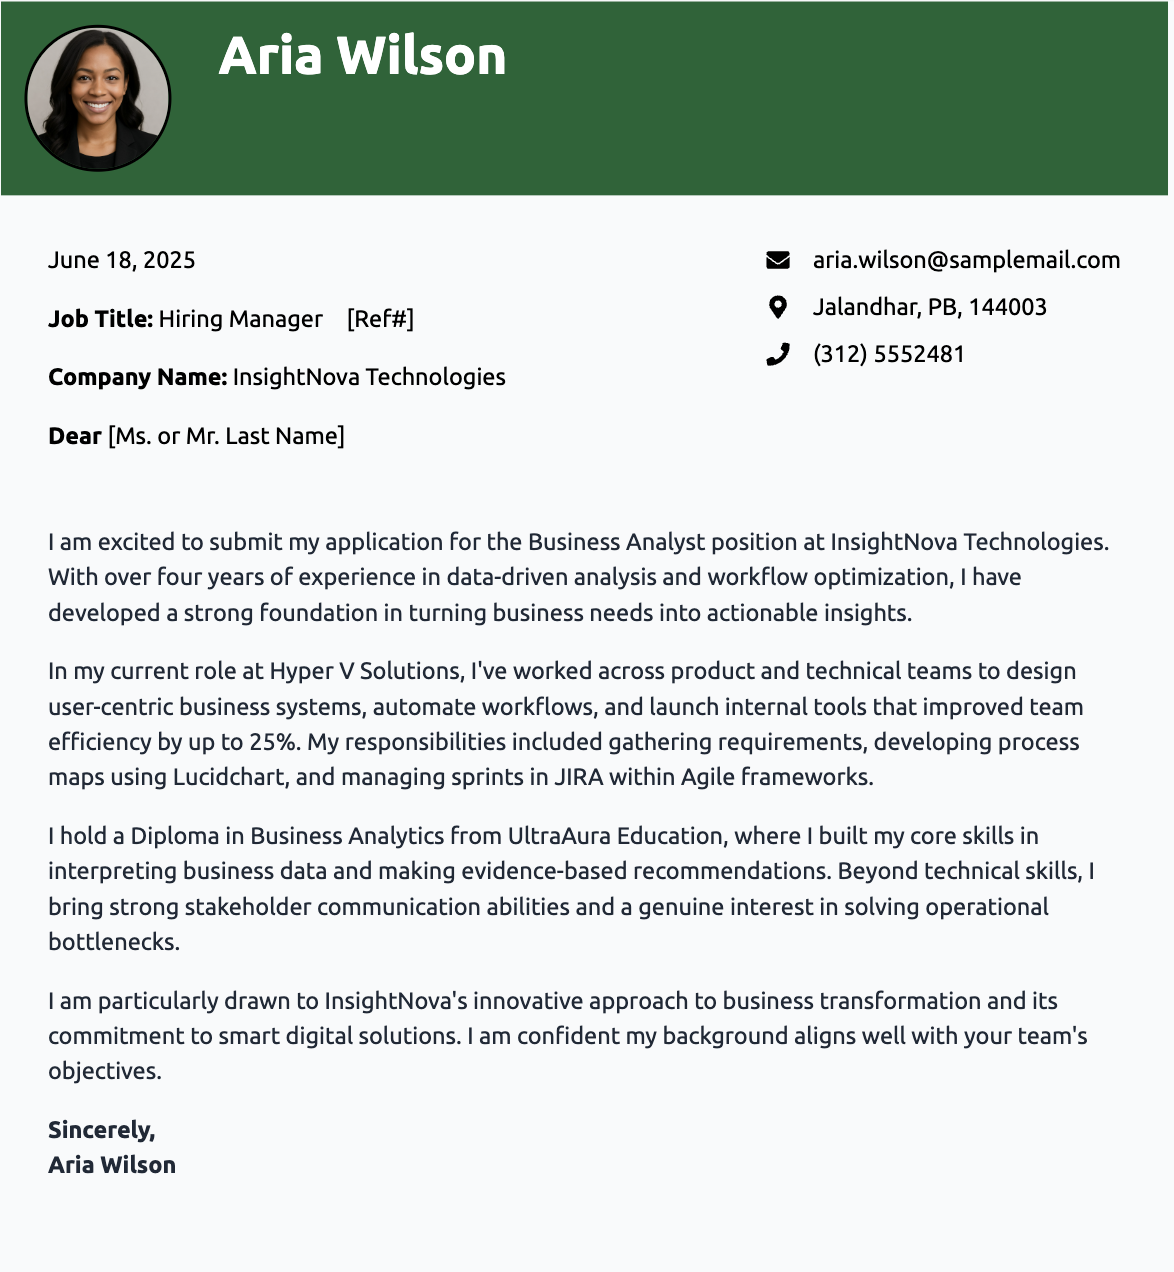 Aria Wilson
June 18, 2025
Job Title: Hiring Manager [Ref#]
Company Name: InsightNova Technologies
Dear [Ms. or Mr. Last Name]
aria.wilson@samplemail.com
Jalandhar, PB, 144003
(312) 5552481
I am excited to submit my application for the Business Analyst position at InsightNova Technologies.
With over four years of experience in data-driven analysis and workflow optimization, I have
developed a strong foundation in turning business needs into actionable insights.
In my current role at Hyper V Solutions, I've worked across product and technical teams to design
user-centric business systems, automate workflows, and launch internal tools that improved team
efficiency by up to 25%. My responsibilities included gathering requirements, developing process
maps using Lucidchart, and managing sprints in JIRA within Agile frameworks.
I hold a Diploma in Business Analytics from UltraAura Education, where I built my core skills in
interpreting business data and making evidence-based recommendations. Beyond technical skills, I
bring strong stakeholder communication abilities and a genuine interest in solving operational
bottlenecks.
I am particularly drawn to InsightNova's innovative approach to business transformation and its
commitment to smart digital solutions. I am confident my background aligns well with your team's
objectives.
Sincerely,
Aria Wilson